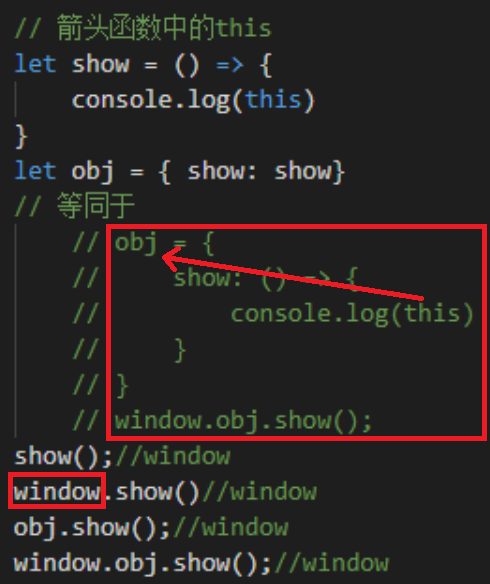 // 箭头函数中的this
let show = () => {
    console.log(this)
}
let obj = { show: show}
// 等同于
    // obj = {
    //     show: () => {
    //         console.log(this)
    //     }
    // }
    // window.obj.show();
show();//window
window.show()//window
obj.show();//window
window.obj.show();//window